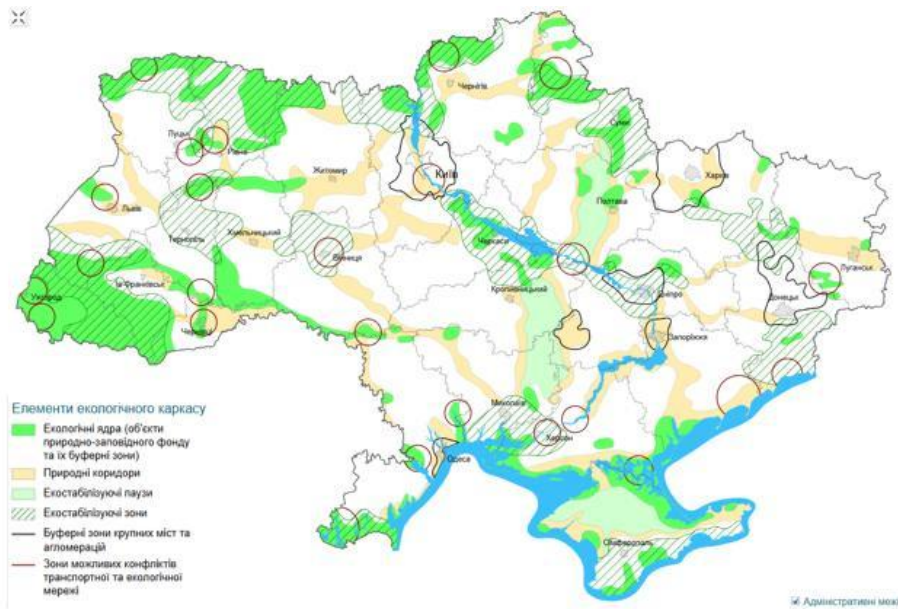 Чернігів
Суми
Луцьк
Рівне
Київ
Житомир
Харків
Львів
Полтава
Хмельницький
Тернопіль
Черкаси
Вінниця
Луганськ
Ів.Франківськ
Кропивницький
Ужгород
Дніпро
Донецьк
Чернівці
Запоріжжя
Миколаїв
Херсон
Одеса
Сімферополь
Елементи екологічного каркасу
Екологічні ядра (об'єкти
природно-заповідного фонду
та їх буферні зони)
Природні коридори
Екостабілізуючі паузи
Екостабілізуючі зони
Буферні зони крупних міст та
агломерацій
Зони можливих конфліктів
транспортної та екологічної
мережі
Адміністративні межі